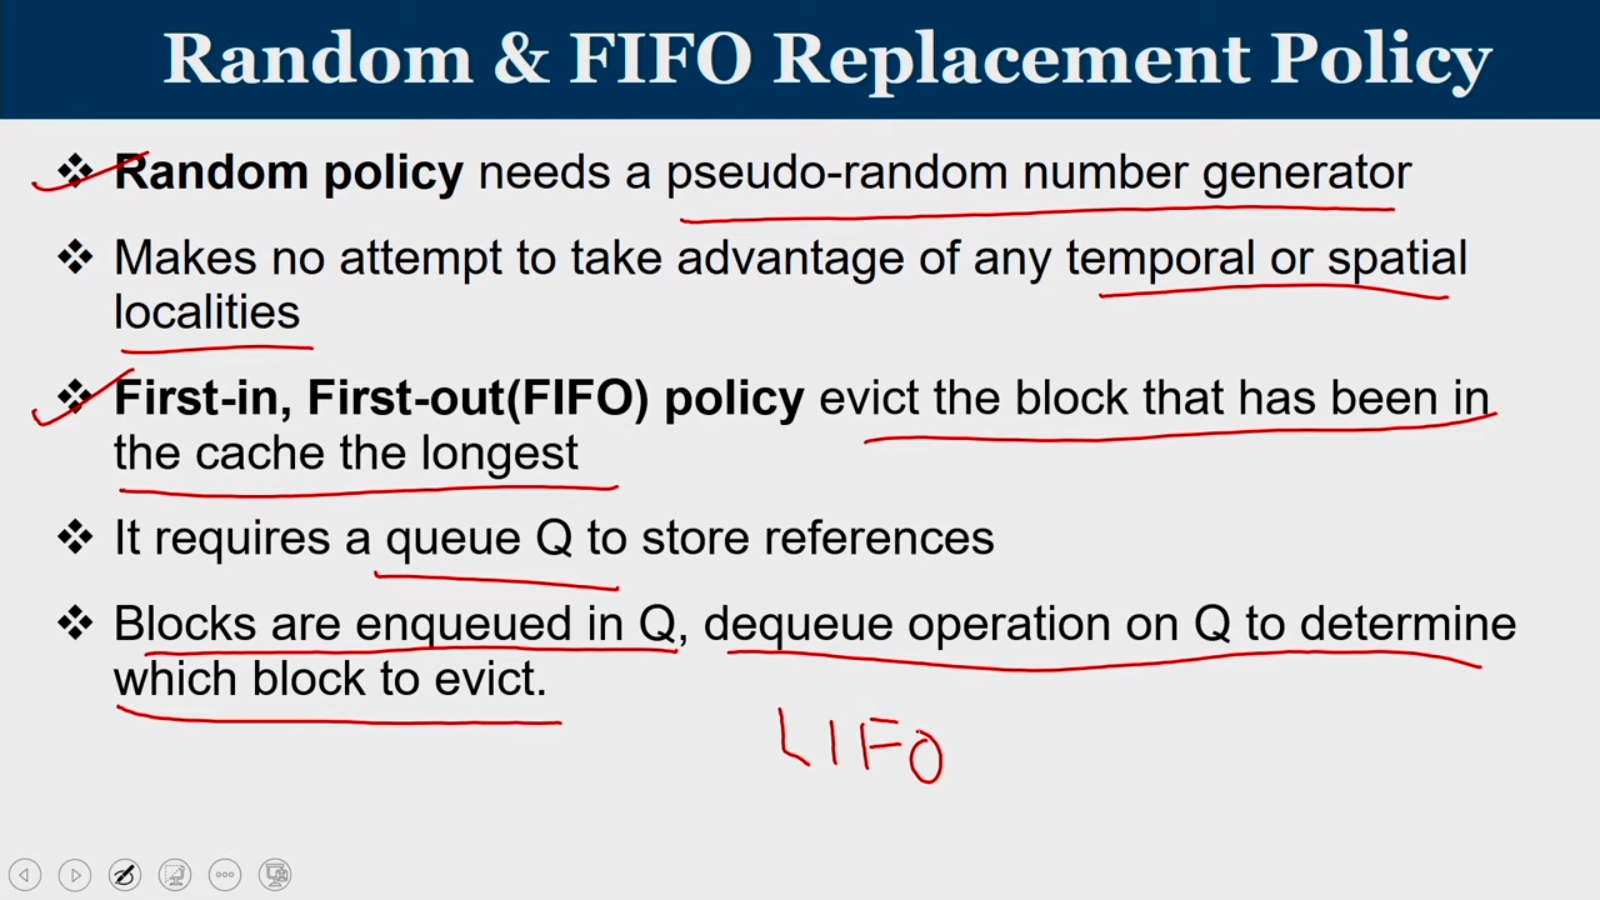 Random & FIFO Replacement Policy
❖ Random policy needs a pseudo-random number generator
❖ Makes no attempt to take advantage of any temporal or spatial
localities
❖ First-in, First-out(FIFO) policy evict the block that has been in
the cache the longest
❖ It requires a queue Q to store references
❖ Blocks are enqueued in Q, dequeue operation on Q to determine
which block to evict.
LIFO